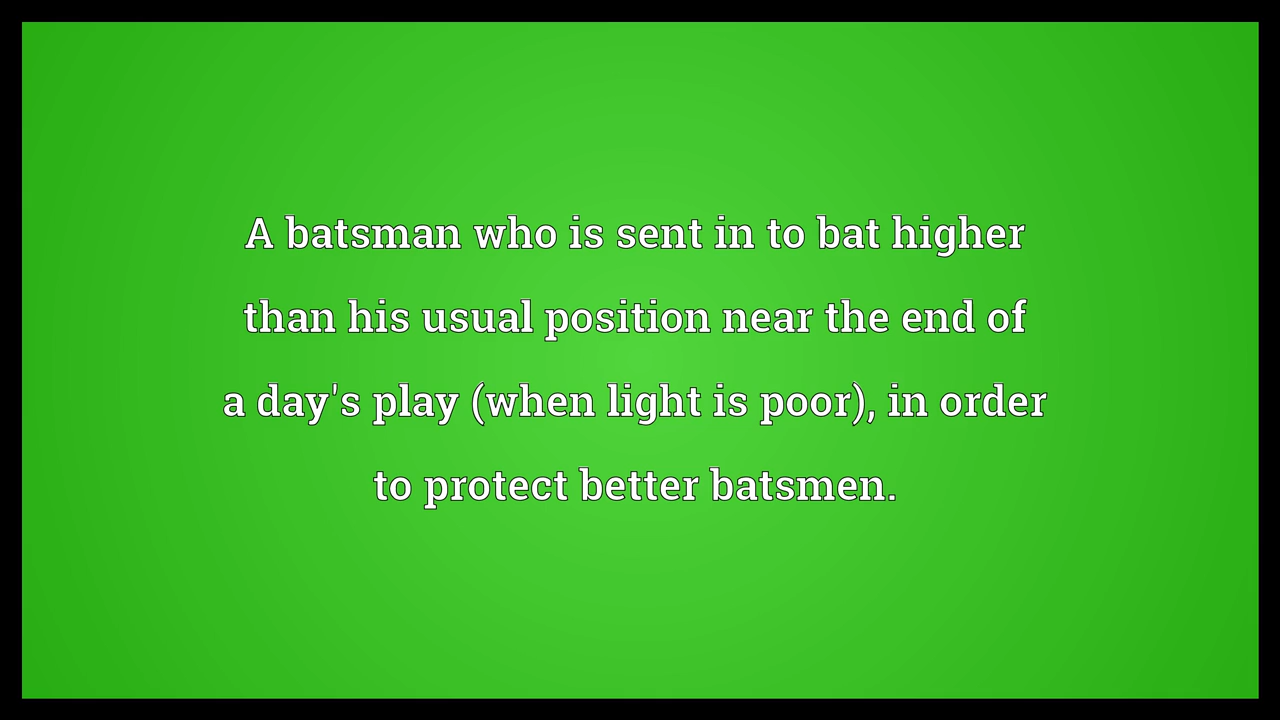 A batsman who is sent in to bat higher
than his usual position near the end of
a day's play (when light is poor), in order
to protect better batsmen.